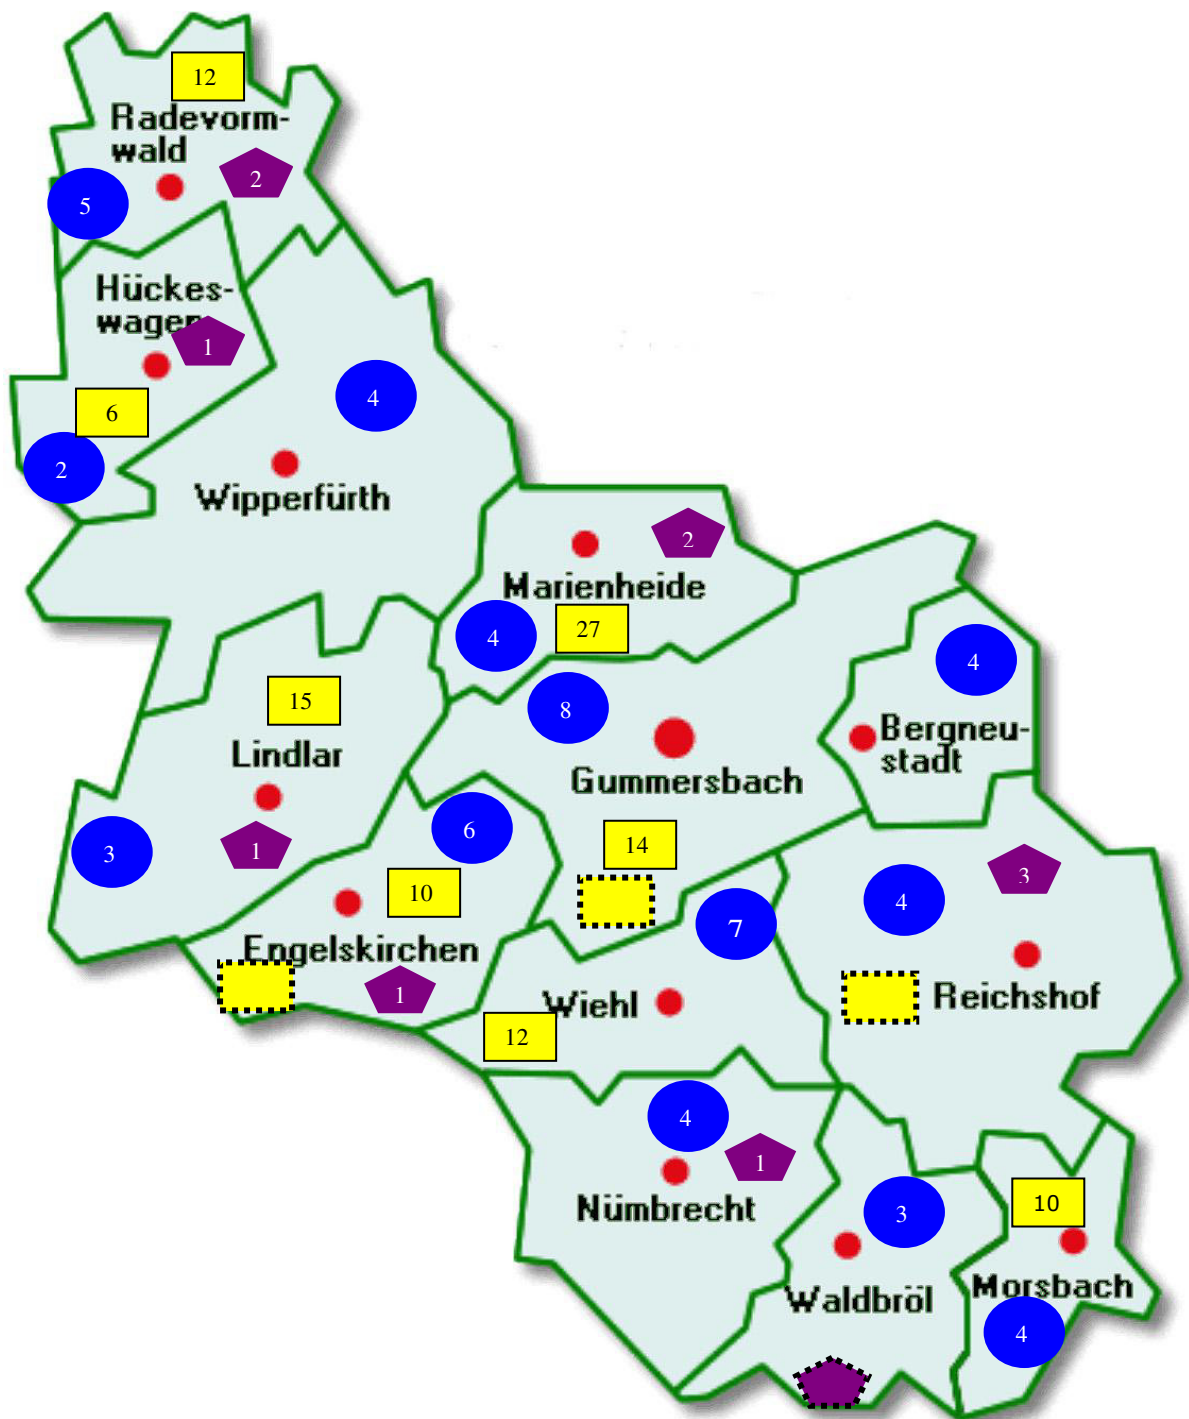 12
Radevorm-
wald
2
5
Hückes-
wagen
1
6
2
4
Wipperfürth
2
Marienheide
4
27
15
8
4
Bergneu-
stadt
Lindlar
Gummersbach
3
1
6
14
10
7
4
3
Engelskirchen
1
Wiehl
12
Reichshof
4
1
Nümbrecht
3
10
Waldbröl
Morsbach
4